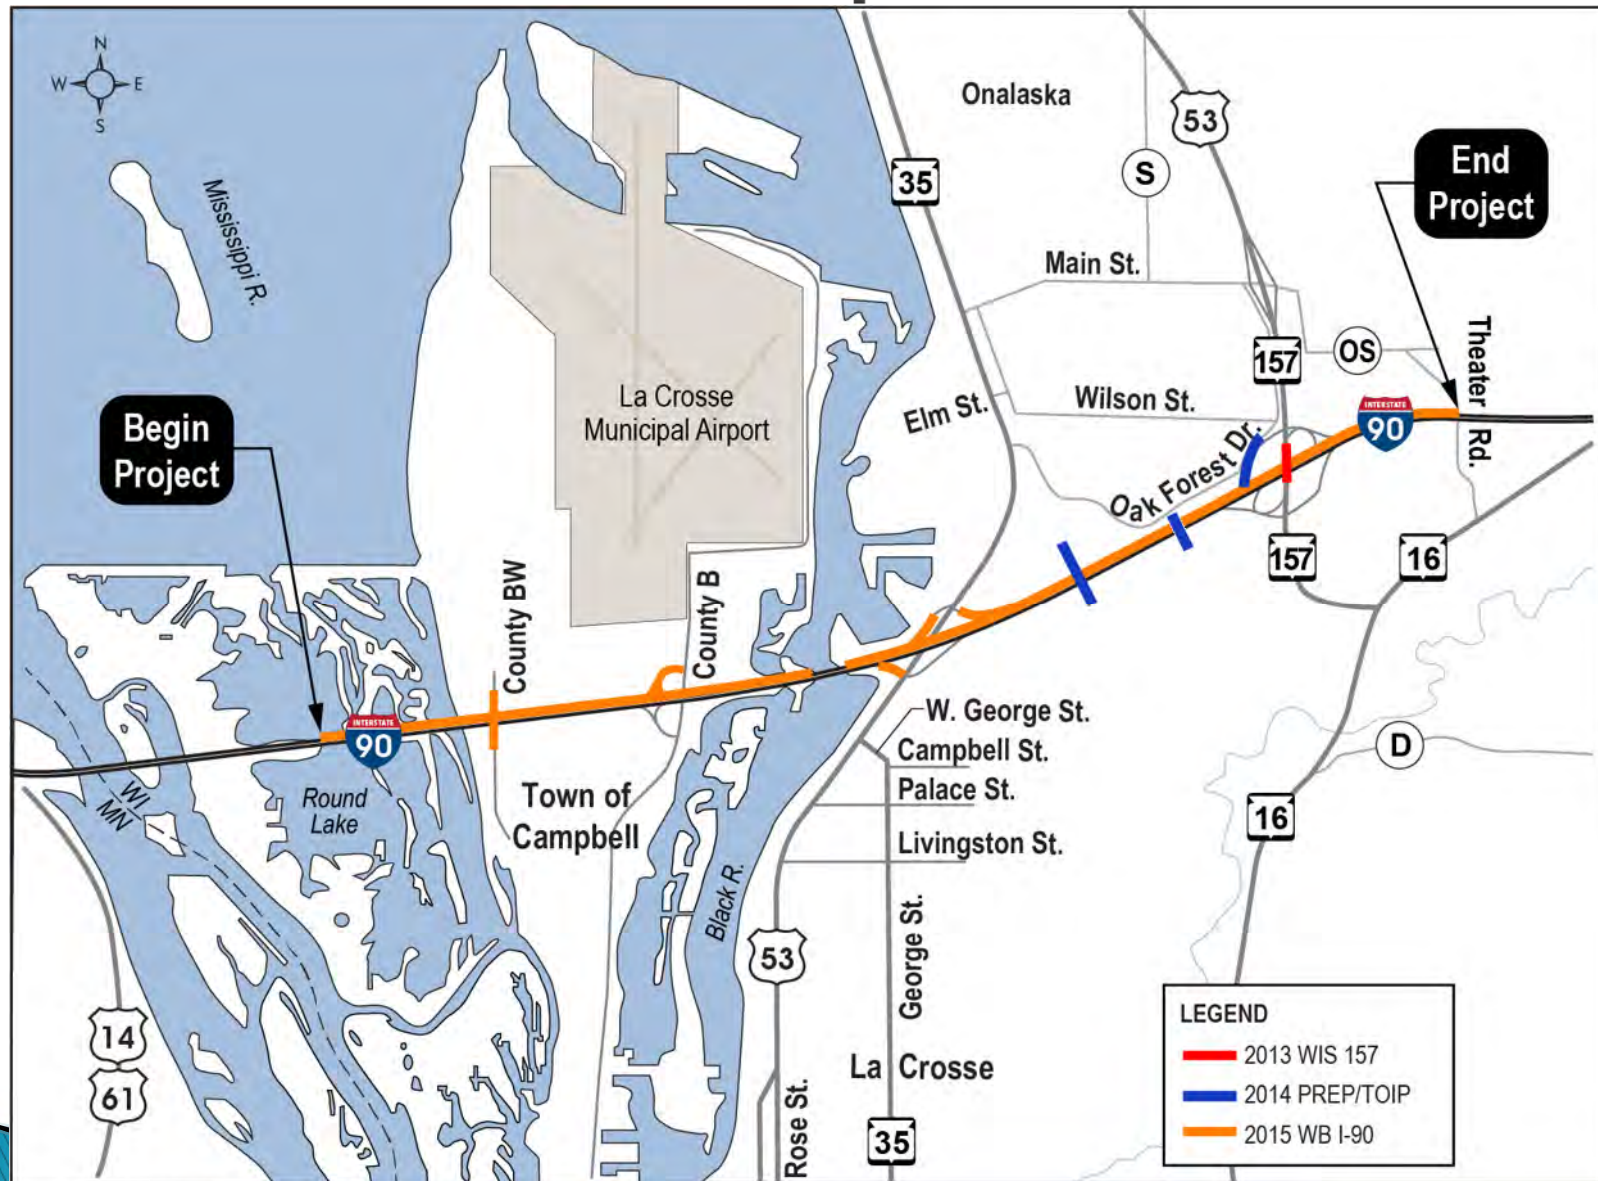 N
W E
S
Mississippi R.
Onalaska
53
35
S
End
Project
Main St.
157
OS
Theater Rd.
La Crosse
Municipal Airport
Elm St.
Wilson St.
INTERSTATE
90
Begin
Project
Oak Forest Dr.
157
16
County BW
County B
INTERSTATE
90
W. George St.
Campbell St.
Palace St.
Livingston St.
D
16
WI
MN
Round
Lake
Town of
Campbell
Black R.
53
George St.
14
61
La Crosse
Rose St.
35
LEGEND
2013 WIS 157
2014 PREP/TOIP
2015 WB I-90